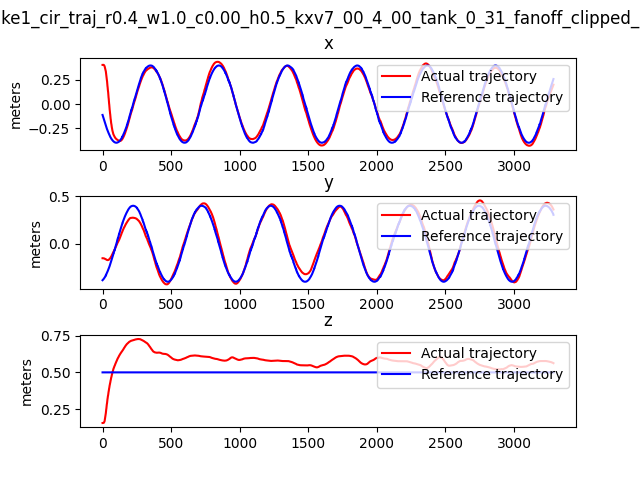 ke1_cir_traj_r0.4_w1.0_c0.00_h0.5_kxv7_00_4_00_tank_0_31_fanoff_clipped_
x
0.25
0.00
−0.25
meters
Actual trajectory
Reference trajectory
0 500 1000 1500 2000 2500 3000
y
0.5
0.0
meters
Actual trajectory
Reference trajectory
0 500 1000 1500 2000 2500 3000
z
0.75
0.50
0.25
meters
Actual trajectory
Reference trajectory
0 500 1000 1500 2000 2500 3000